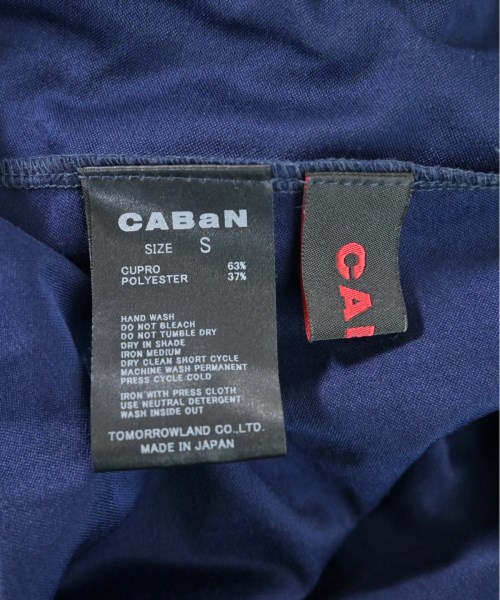 CABaN
SIZE S
CUPRO 63%
POLYESTER 37%
HAND WASH
DO NOT BLEACH
DO NOT TUMBLE DRY
DRY IN SHADE
IRON MEDIUM
DRY CLEAN SHORT CYCLE
MACHINE WASH PERMANENT
PRESS CYCLE COLD
IRON WITH PRESS CLOTH
USE NEUTRAL DETERGENT
WASH INSIDE OUT
TOMORROWLAND CO.,LTD.
MADE IN JAPAN
CA